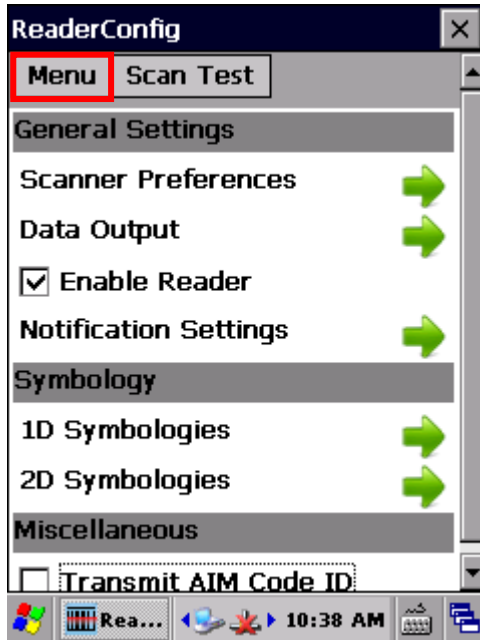 ReaderConfig
Menu Scan Test
General Settings
Scanner Preferences
Data Output
Enable Reader
Notification Settings
Symbology
1D Symbologies
2D Symbologies
Miscellaneous
Transmit AIM Code ID
Rea... 10:38 AM